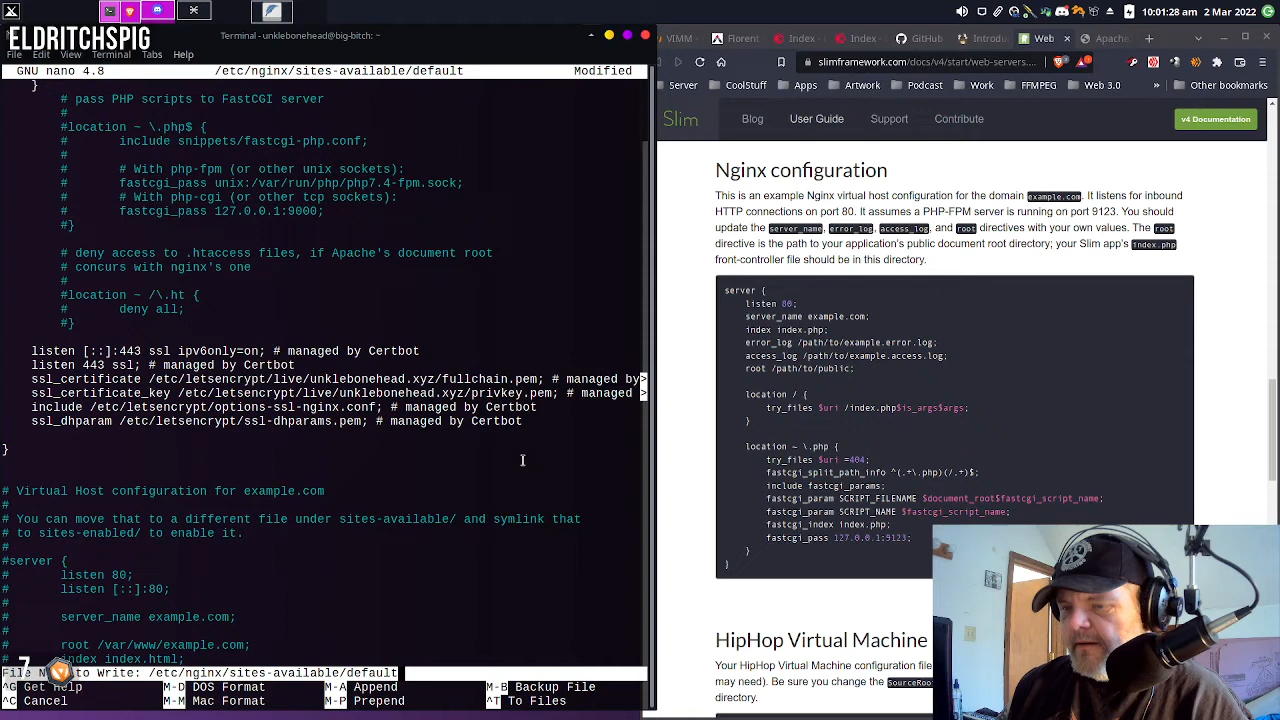 ELDRITCHSPIG
Terminal - unklebonehead@big-bitch: ~
10:01:28 am 2 Mar 2022
File Edit View Terminal Tabs Help
GNU nano 4.8 /etc/nginx/sites-available/default Modified
}
# pass PHP scripts to FastCGI server
#
#location ~ \.php$ {
# include snippets/fastcgi-php.conf;
#
# # With php-fpm (or other unix sockets):
# fastcgi_pass unix:/var/run/php/php7.4-fpm.sock;
# # With php-cgi (or other tcp sockets):
# fastcgi_pass 127.0.0.1:9000;
#}
# deny access to .htaccess files, if Apache's document root
# concurs with nginx's one
#
#location ~ /\.ht {
# deny all;
#}
listen [::]:443 ssl ipv6only=on; # managed by Certbot
listen 443 ssl; # managed by Certbot
ssl_certificate /etc/letsencrypt/live/unklebonehead.xyz/fullchain.pem; # managed by>
ssl_certificate_key /etc/letsencrypt/live/unklebonehead.xyz/privkey.pem; # managed >
include /etc/letsencrypt/options-ssl-nginx.conf; # managed by Certbot
ssl_dhparam /etc/letsencrypt/ssl-dhparams.pem; # managed by Certbot
}
# Virtual Host configuration for example.com
#
# You can move that to a different file under sites-available/ and symlink that
# to sites-enabled/ to enable it.
#
#server {
# listen 80;
# listen [::]:80;
#
# server_name example.com;
#
# root /var/www/example.com;
# index index.html;
7
File N to Write: /etc/nginx/sites-available/default
^G Get Help M-D DOS Format M-A Append M-B Backup File
^C Cancel M-M Mac Format M-P Prepend ^T To Files
VIMM Florent Index - Index - GitHub Index - Web Apache
slimframework.com/docs/v4/start/web-servers....
Server CoolStuff Apps Artwork Podcast Work FFMPEG Web 3.0 » Other bookmarks
Slim Blog User Guide Support Contribute v4 Documentation
Nginx configuration
This is an example Nginx virtual host configuration for the domain example.com. It listens for inbound
HTTP connections on port 80. It assumes a PHP-FPM server is running on port 9123. You should
update the server_name, error_log, access_log, and root directives with your own values. The root
directive is the path to your application's public document root directory; your Slim app's index.php
front-controller file should be in this directory.
server {
listen 80;
server_name example.com;
index index.php;
error_log /path/to/example.error.log;
access_log /path/to/example.access.log;
root /path/to/public;
location / {
try_files $uri /index.php$is_args$args;
}
location ~ \.php {
try_files $uri =404;
fastcgi_split_path_info ^(.+\.php)(/.+)$;
include fastcgi_params;
fastcgi_param SCRIPT_FILENAME $document_root$fastcgi_script_name;
fastcgi_param SCRIPT_NAME $fastcgi_script_name;
fastcgi_index index.php;
fastcgi_pass 127.0.0.1:9123;
}
}
HipHop Virtual Machine
Your HipHop Virtual Machine configuration file
may need). Be sure you change the SourceRoo
directory.